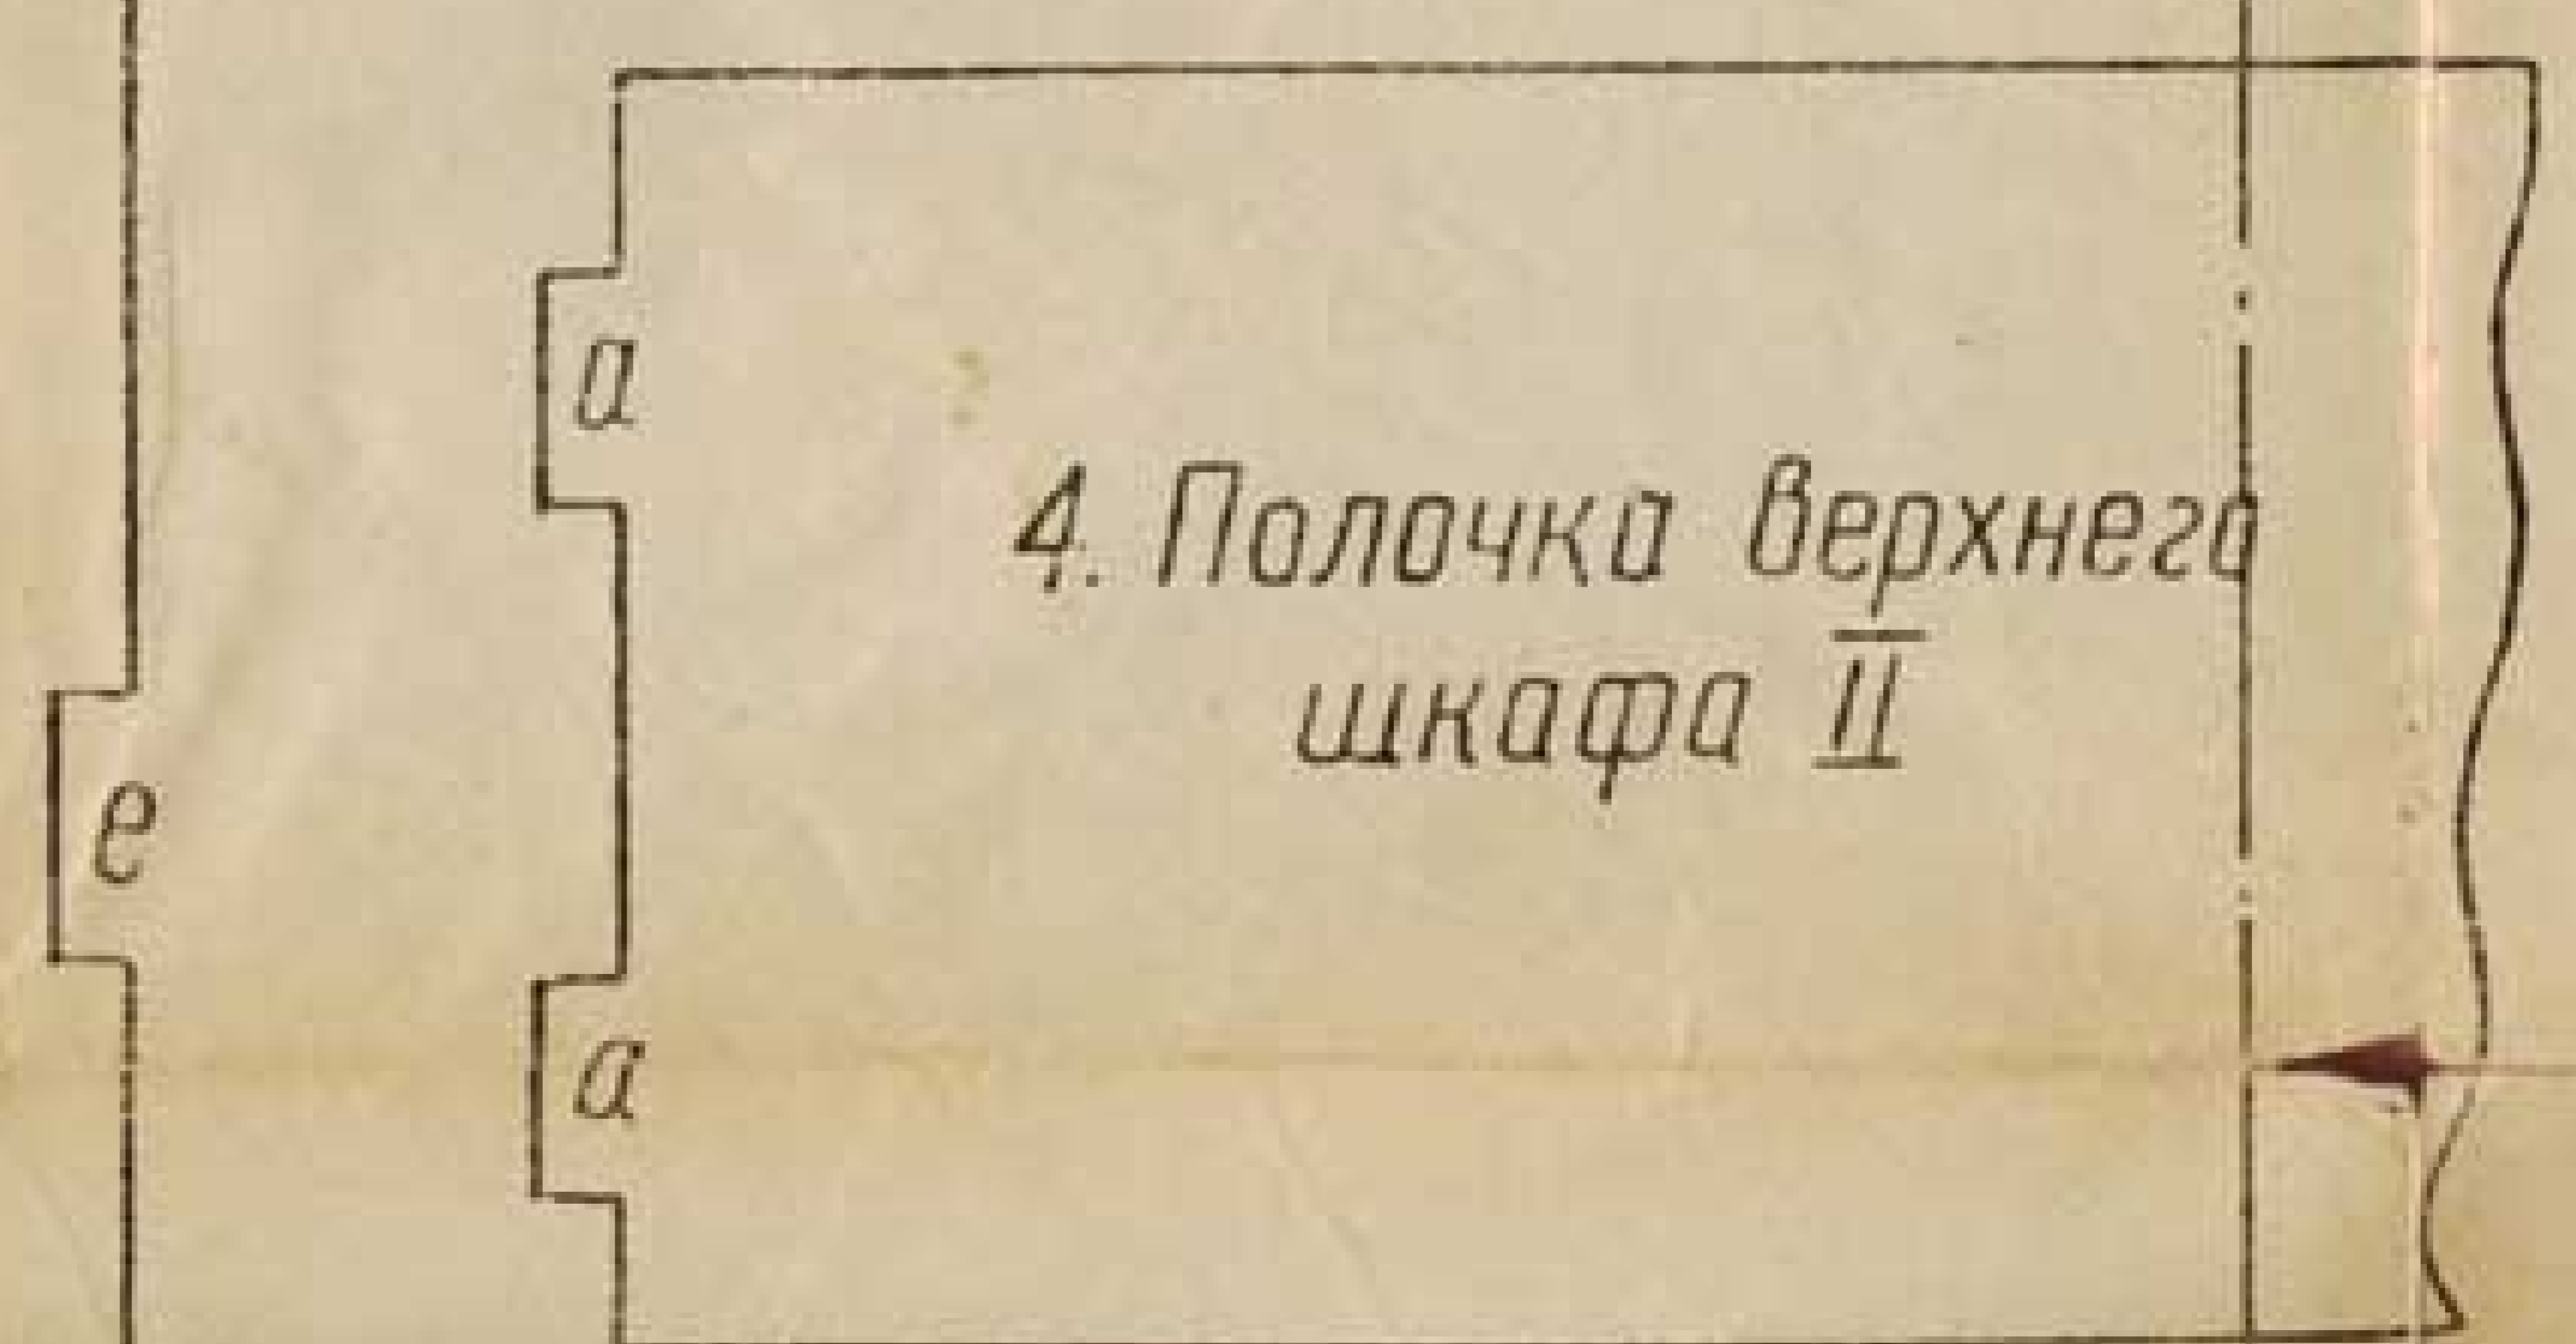 а
4. Полочка верхнего
шкафа II
е
а